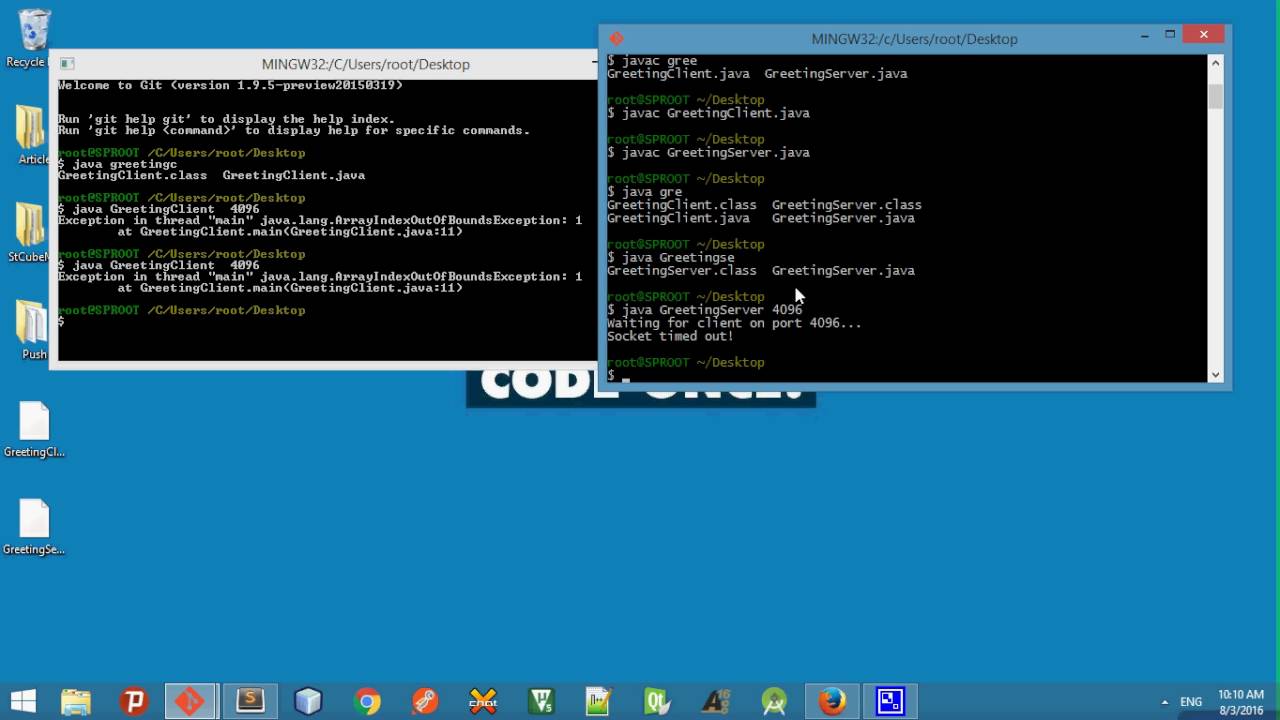 Recycle
Article
StCubeM
Push
GreetingCl...
GreetingSe...
MINGW32:/C/Users/root/Desktop
Welcome to Git (version 1.9.5-preview20150319)
Run 'git help git' to display the help index.
Run 'git help <command>' to display help for specific commands.
root@SPROOT /C/Users/root/Desktop
$ java greetingc
GreetingClient.class  GreetingClient.java
root@SPROOT /C/Users/root/Desktop
$ java GreetingClient  4096
Exception in thread "main" java.lang.ArrayIndexOutOfBoundsException: 1
at GreetingClient.main(GreetingClient.java:11)
root@SPROOT /C/Users/root/Desktop
$ java GreetingClient  4096
Exception in thread "main" java.lang.ArrayIndexOutOfBoundsException: 1
at GreetingClient.main(GreetingClient.java:11)
root@SPROOT /C/Users/root/Desktop
$
MINGW32:/c/Users/root/Desktop
$ javac gree
GreetingClient.java  GreetingServer.java
root@SPROOT ~/Desktop
$ javac GreetingClient.java
root@SPROOT ~/Desktop
$ javac GreetingServer.java
root@SPROOT ~/Desktop
$ java gre
GreetingClient.class  GreetingServer.class
GreetingClient.java  GreetingServer.java
root@SPROOT ~/Desktop
$ java Greetingse
GreetingServer.class  GreetingServer.java
root@SPROOT ~/Desktop
$ java GreetingServer 4096
Waiting for client on port 4096...
Socket timed out!
root@SPROOT ~/Desktop
$ _
CODE ONCE.
ENG
10:10 AM
8/3/2016